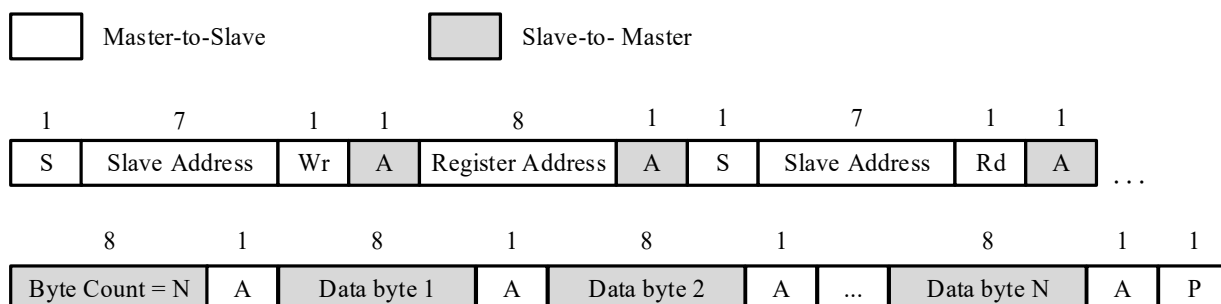 Master-to-Slave Slave-to- Master
1 7 1 1 8 1 1 7 1 1
S Slave Address Wr A Register Address A S Slave Address Rd A ...
8 1 8 1 8 1 8 1 1
Byte Count = N A Data byte 1 A Data byte 2 A ... Data byte N A P